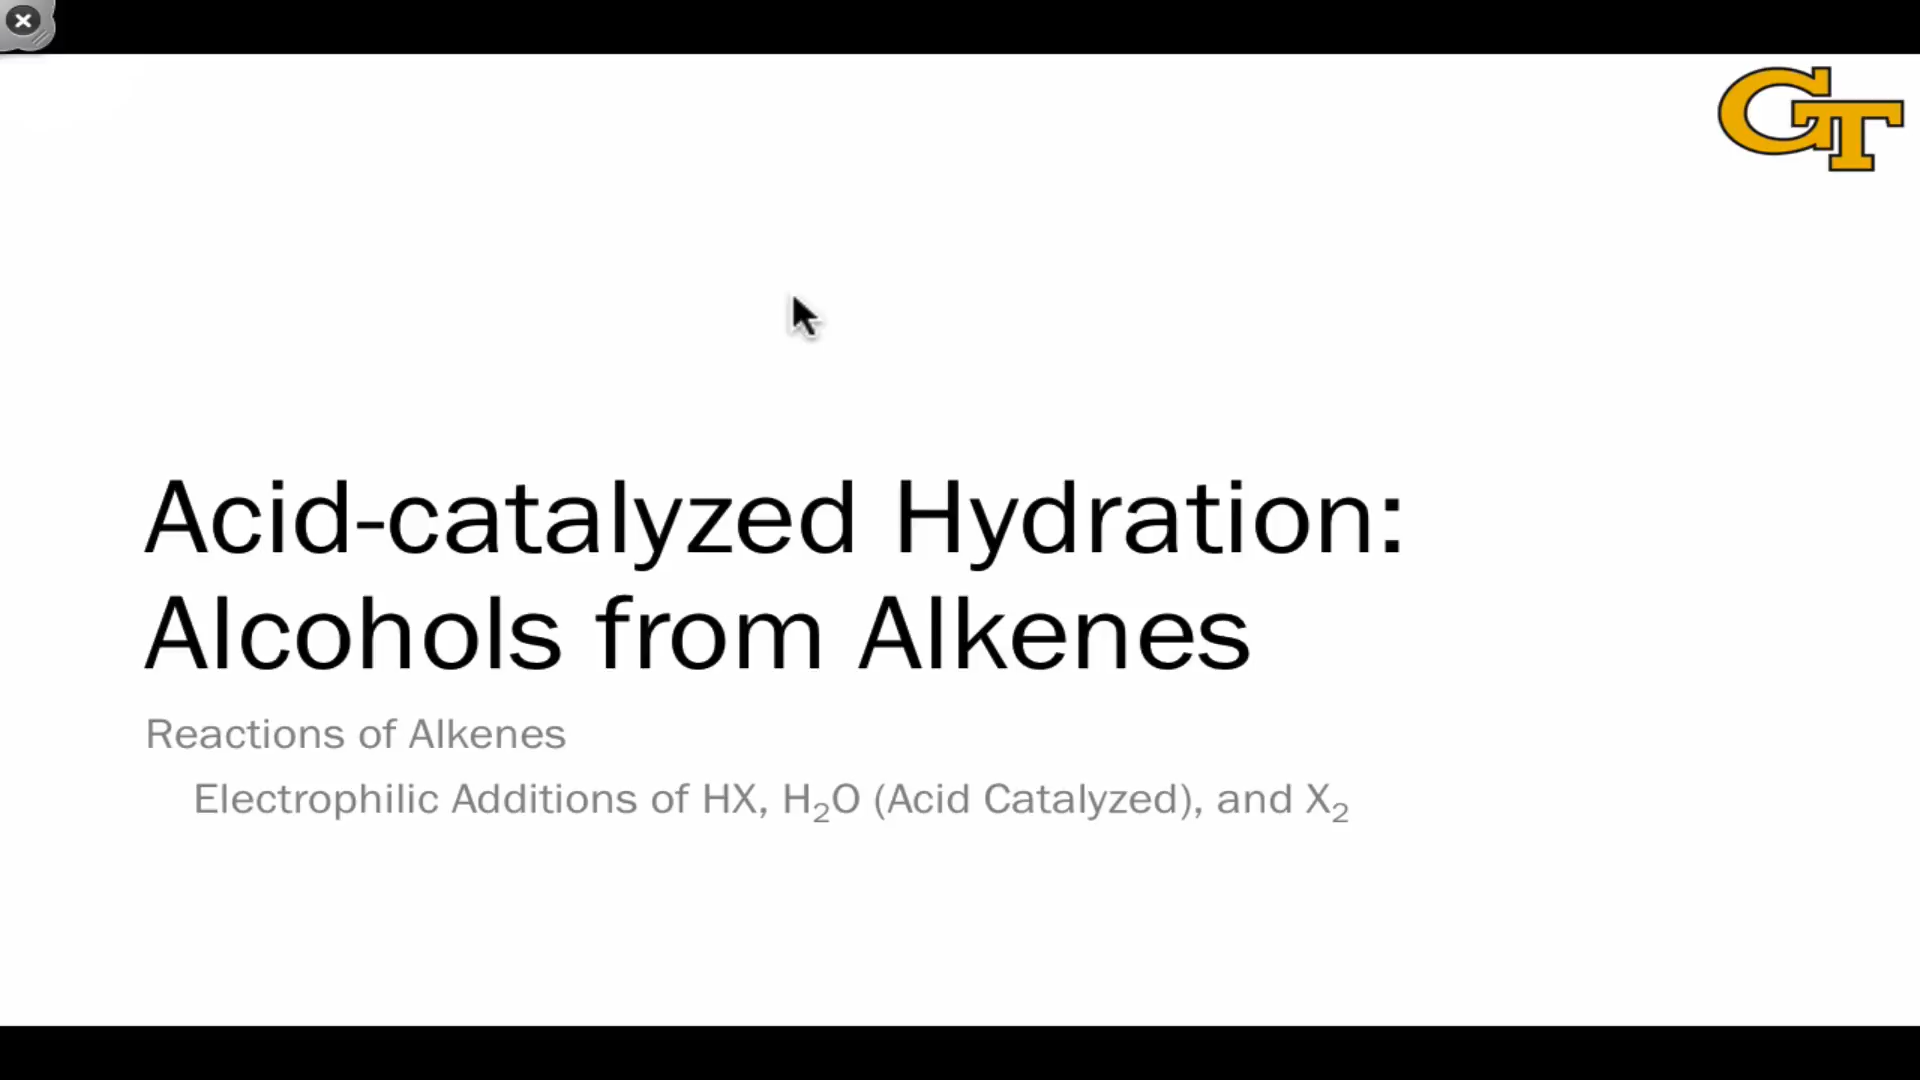 GT
Acid-catalyzed Hydration:
Alcohols from Alkenes
Reactions of Alkenes
Electrophilic Additions of HX, H₂O (Acid Catalyzed), and X₂